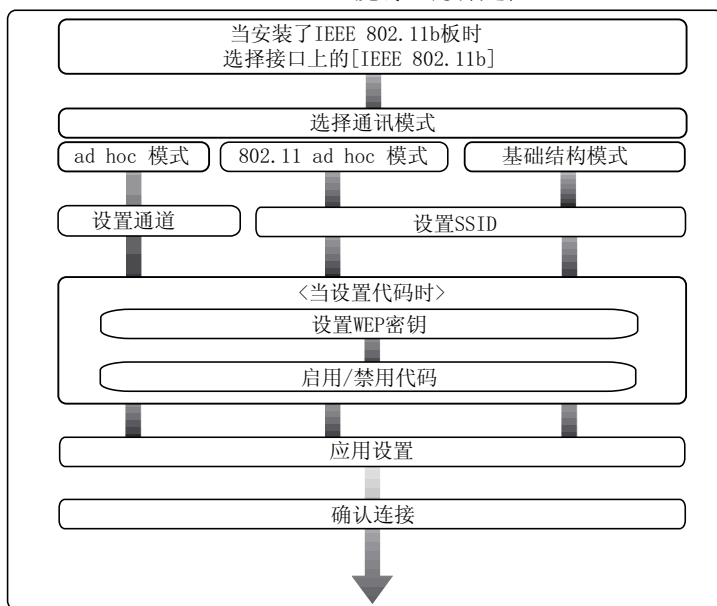 当安装了IEEE 802.11b板时
选择接口上的[IEEE 802.11b]
选择通讯模式
ad hoc 模式
802.11 ad hoc 模式
基础结构模式
设置通道
设置SSID
<当设置代码时>
设置WEP密钥
启用/禁用代码
应用设置
确认连接